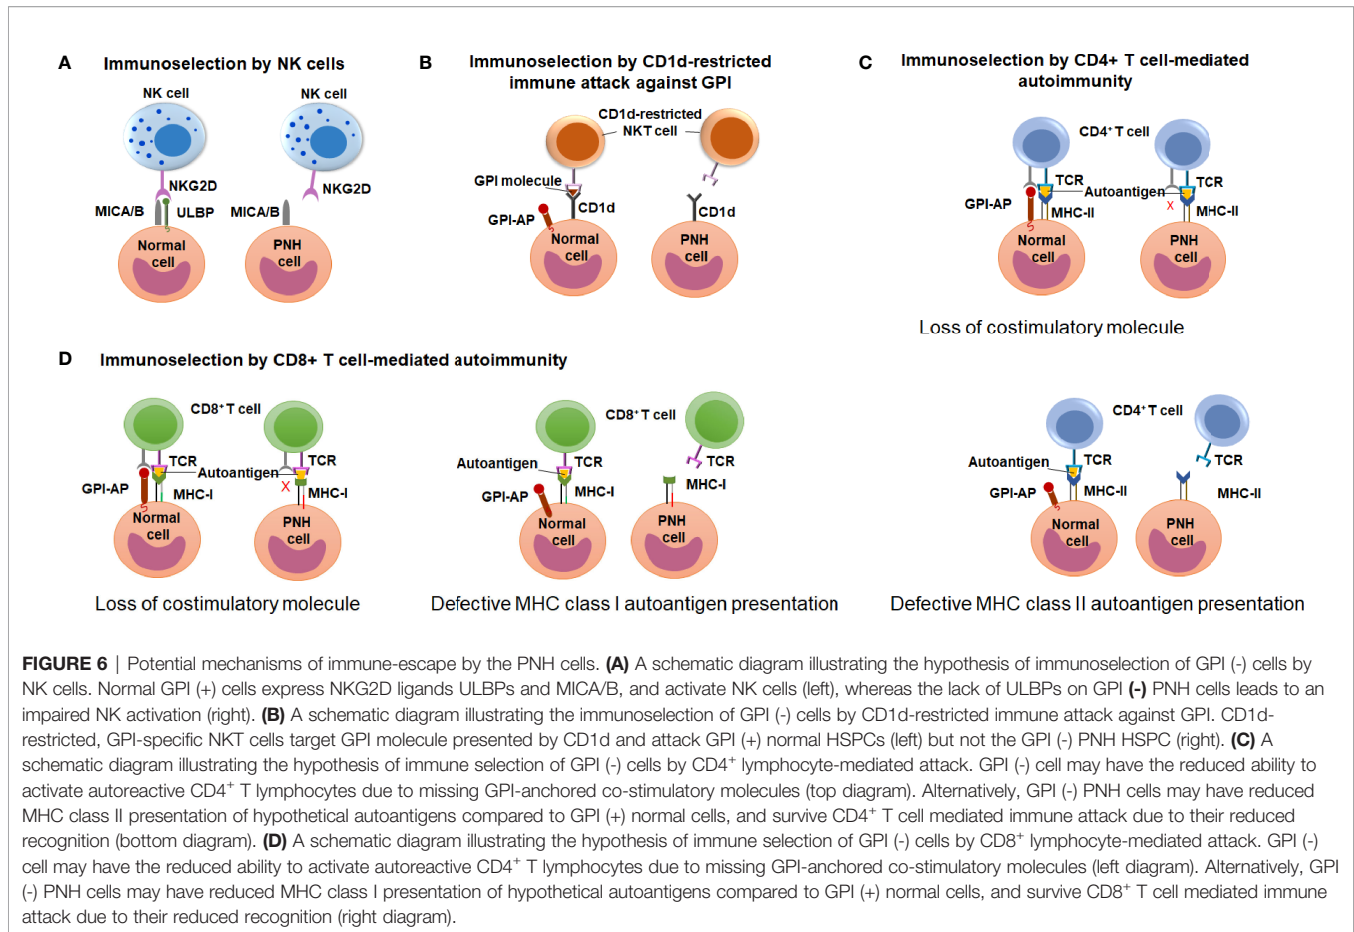 A Immunoselection by NK cells
NK cell
NK cell
NKG2D
NKG2D
MICA/B
ULBP
MICA/B
Normal
cell
PNH
cell
B Immunoselection by CD1d-restricted
immune attack against GPI
CD1d-restricted
NKT cell
GPI molecule
GPI-AP
CD1d
CD1d
Normal
cell
PNH
cell
C Immunoselection by CD4+ T cell-mediated
autoimmunity
CD4+ T cell
TCR
Autoantigen
TCR
GPI-AP
MHC-II
X
MHC-II
Normal
cell
PNH
cell
Loss of costimulatory molecule
D Immunoselection by CD8+ T cell-mediated autoimmunity
CD8+ T cell
TCR
Autoantigen
TCR
GPI-AP
MHC-I
X
MHC-I
Normal
cell
PNH
cell
Loss of costimulatory molecule
CD8+ T cell
Autoantigen
TCR
TCR
GPI-AP
MHC-I
MHC-I
Normal
cell
PNH
cell
Defective MHC class I autoantigen presentation
CD4+ T cell
Autoantigen
TCR
TCR
GPI-AP
MHC-II
MHC-II
Normal
cell
PNH
cell
Defective MHC class II autoantigen presentation
FIGURE 6 | Potential mechanisms of immune-escape by the PNH cells. (A) A schematic diagram illustrating the hypothesis of immunoselection of GPI (-) cells by
NK cells. Normal GPI (+) cells express NKG2D ligands ULBPs and MICA/B, and activate NK cells (left), whereas the lack of ULBPs on GPI (-) PNH cells leads to an
impaired NK activation (right). (B) A schematic diagram illustrating the immunoselection of GPI (-) cells by CD1d-restricted immune attack against GPI. CD1d-
restricted, GPI-specific NKT cells target GPI molecule presented by CD1d and attack GPI (+) normal HSPCs (left) but not the GPI (-) PNH HSPC (right). (C) A
schematic diagram illustrating the hypothesis of immune selection of GPI (-) cells by CD4+ lymphocyte-mediated attack. GPI (-) cell may have the reduced ability to
activate autoreactive CD4+ T lymphocytes due to missing GPI-anchored co-stimulatory molecules (top diagram). Alternatively, GPI (-) PNH cells may have reduced
MHC class II presentation of hypothetical autoantigens compared to GPI (+) normal cells, and survive CD4+ T cell mediated immune attack due to their reduced
recognition (bottom diagram). (D) A schematic diagram illustrating the hypothesis of immune selection of GPI (-) cells by CD8+ lymphocyte-mediated attack. GPI (-)
cell may have the reduced ability to activate autoreactive CD4+ T lymphocytes due to missing GPI-anchored co-stimulatory molecules (left diagram). Alternatively, GPI
(-) PNH cells may have reduced MHC class I presentation of hypothetical autoantigens compared to GPI (+) normal cells, and survive CD8+ T cell mediated immune
attack due to their reduced recognition (right diagram).